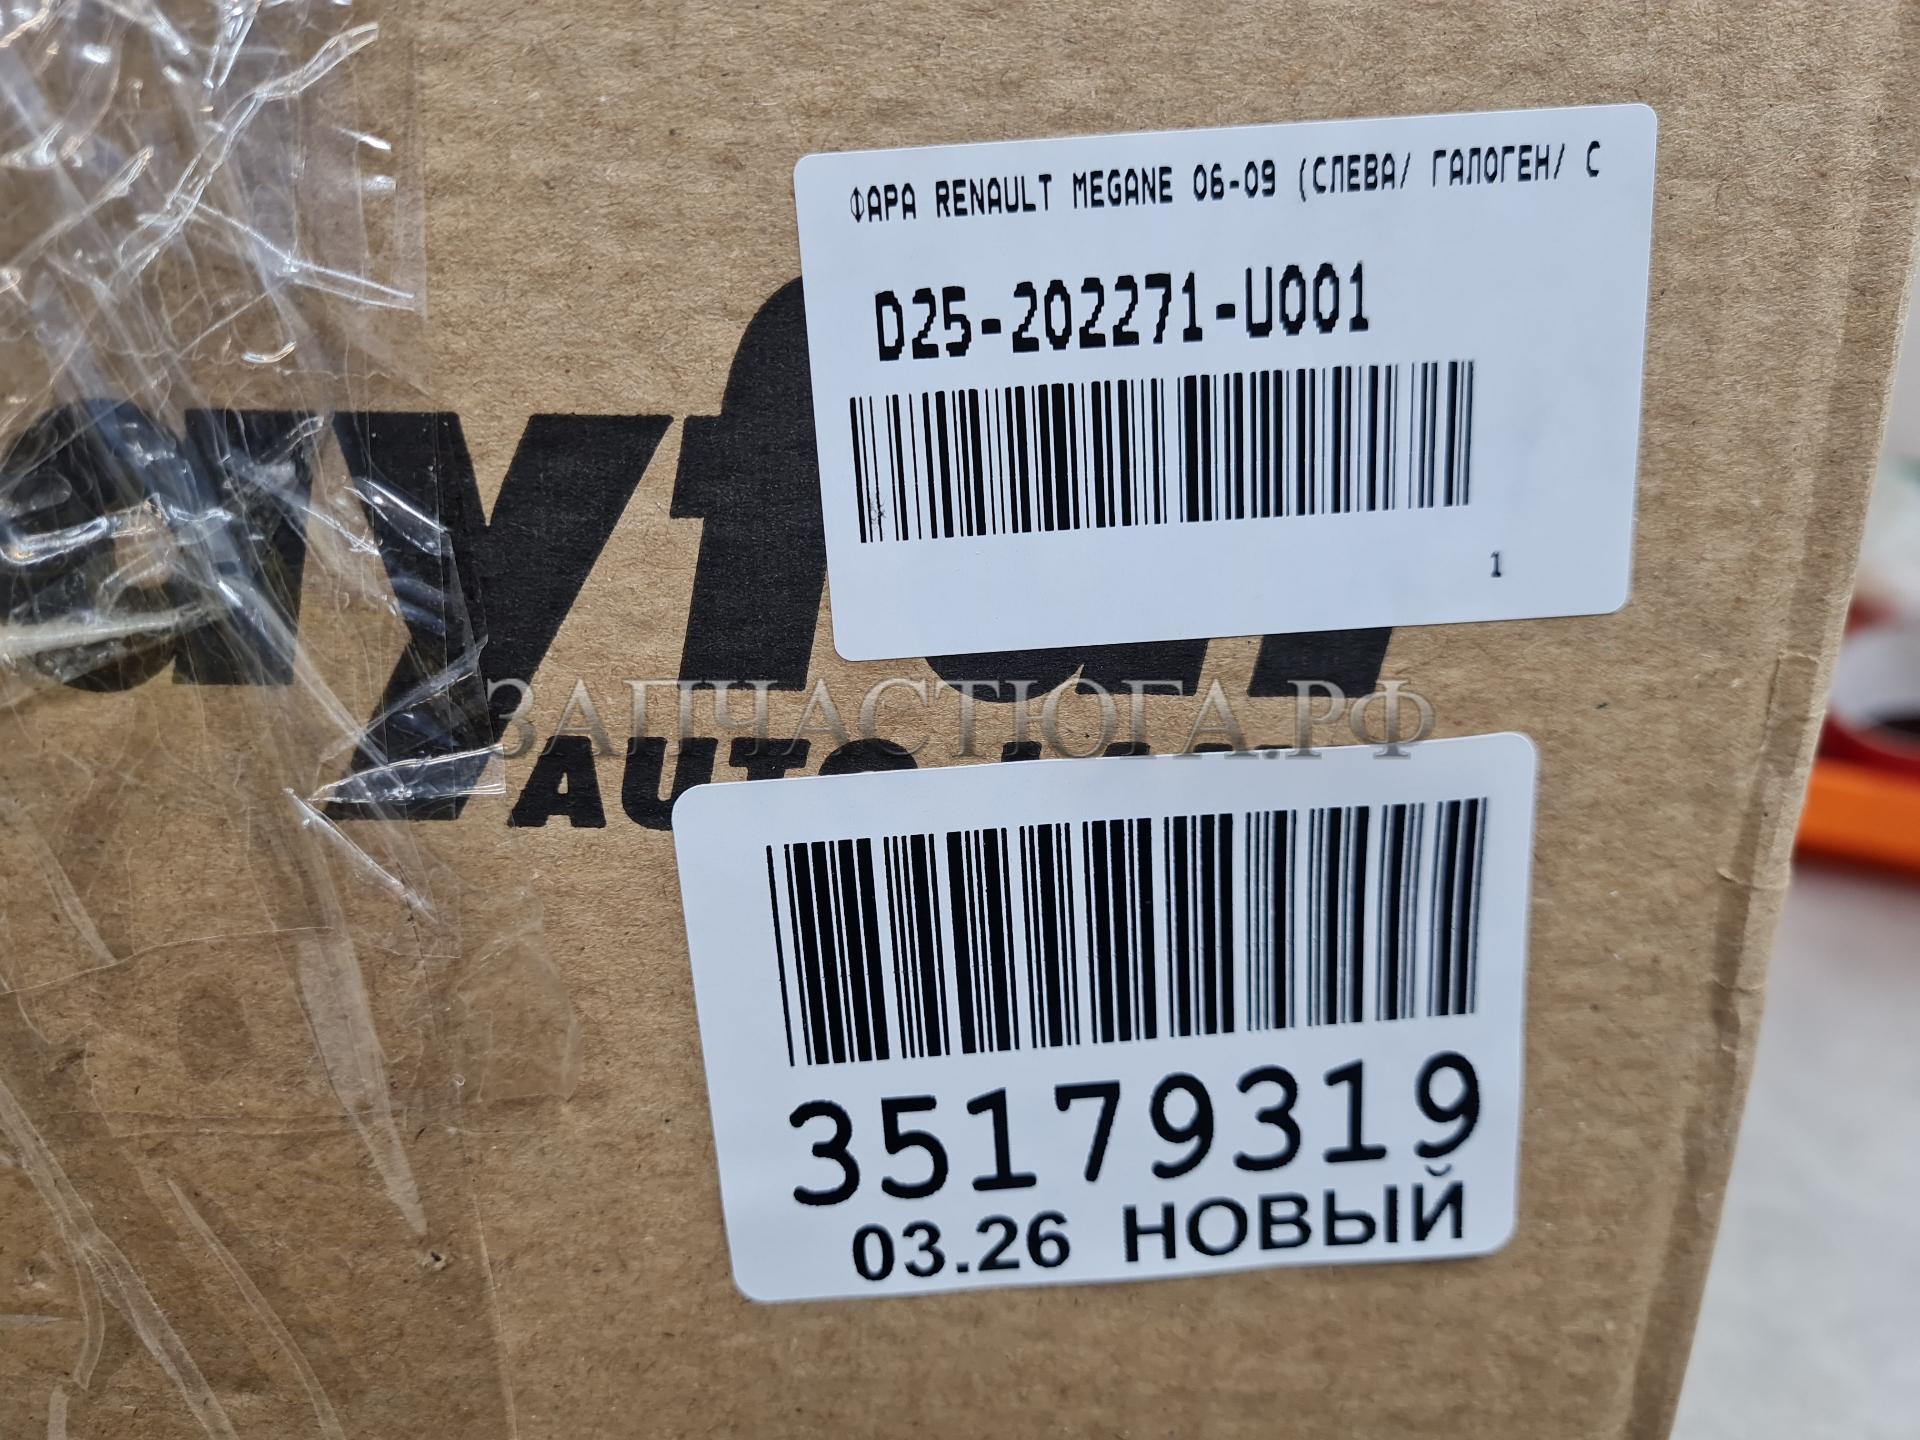 ФАРА RENAULT MEGANE 06-09 (СЛЕВА/ ГАЛОГЕН/ С
D25-202271-U001
1
ЗАПЧАСТЮГА.РФ
35179319
03.26 НОВЫЙ